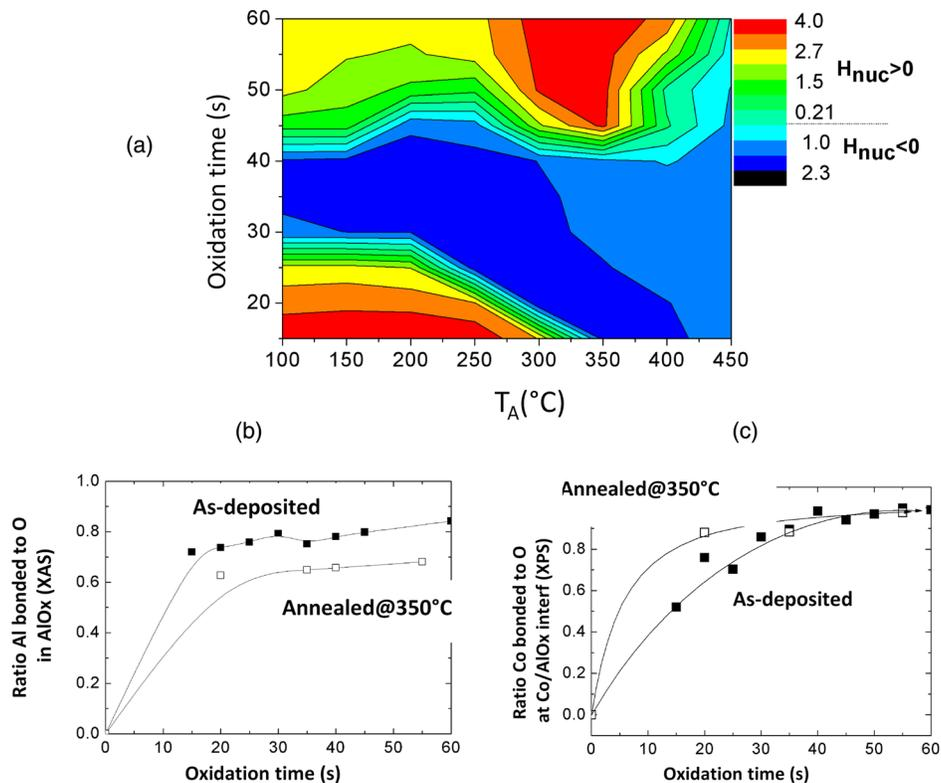 (a)
Oxidation time (s)
60
50
40
30
20
100 150 200 250 300 350 400 450
T_A(°C)
4.0
2.7
1.5
0.21
1.0
2.3
H_nuc>0
H_nuc<0
(b)
Ratio Al bonded to O
in AlOx (XAS)
1.0
0.8
0.6
0.4
0.2
0.0
As-deposited
Annealed@350°C
0 10 20 30 40 50 60
Oxidation time (s)
(c)
Ratio Co bonded to O
at Co/AlOx interf (XPS)
Annealed@350°C
0.8
0.6
0.4
0.2
0.0
As-deposited
0 10 20 30 40 50 60
Oxidation time (s)